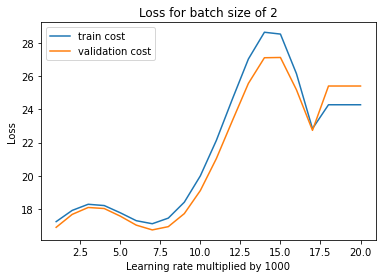 Loss for batch size of 2
train cost
validation cost
28
26
24
22
20
18
Loss
2.5 5.0 7.5 10.0 12.5 15.0 17.5 20.0
Learning rate multiplied by 1000